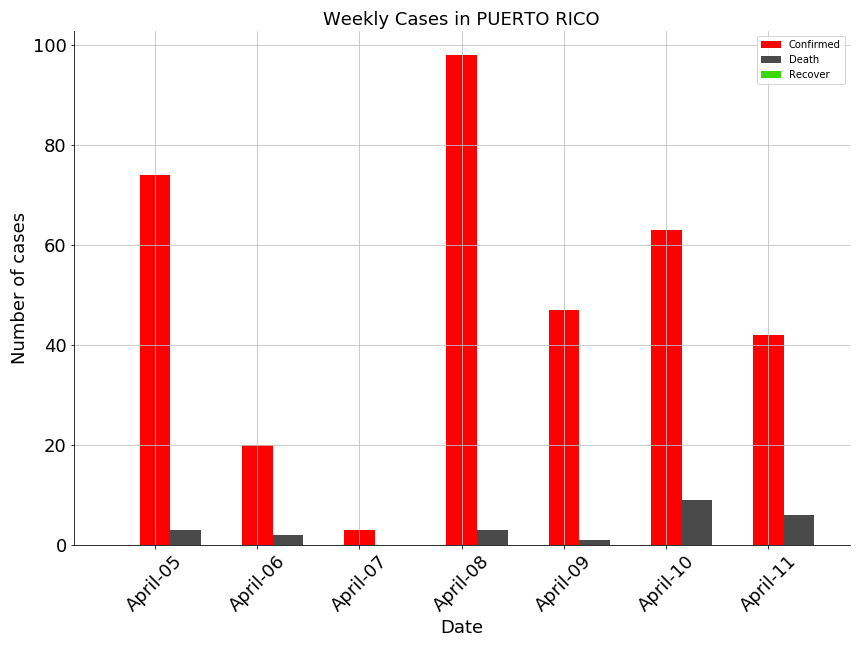 Weekly Cases in PUERTO RICO
Confirmed
Death
Recover
Number of cases
100
80
60
40
20
0
April-05
April-06
April-07
April-08
April-09
April-10
April-11
Date